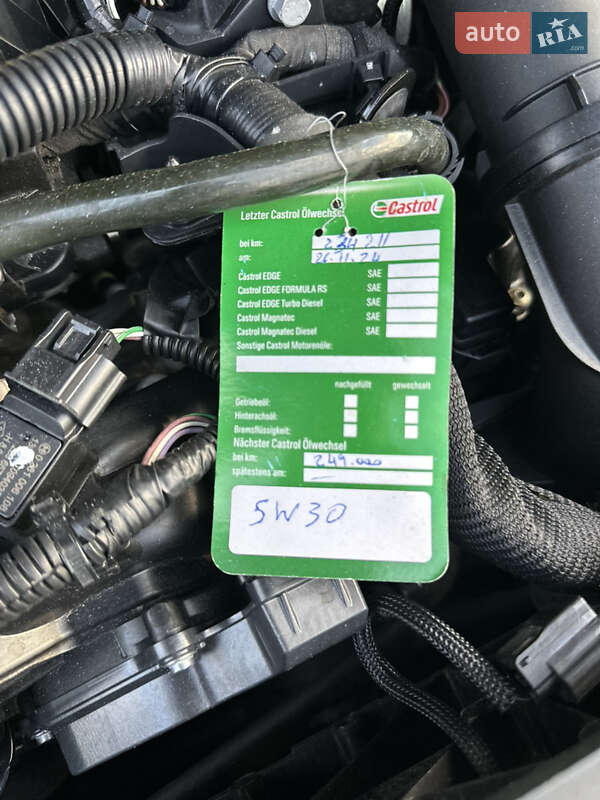 auto RIA.com
Letzter Castrol Ölwechsel Castrol
bei km: 234 211
am: 26.11.24
Castrol EDGE SAE
Castrol EDGE FORMULA RS SAE
Castrol EDGE Turbo Diesel SAE
Castrol Magnatec SAE
Castrol Magnatec Diesel SAE
Sonstige Castrol Motorenöle:
nachgefüllt gewechselt
Getriebeöl:
Hinterachsöl:
Bremsflüssigkeit:
Nächster Castrol Ölwechsel
bei km: 249.000
spätestens am:
5W30